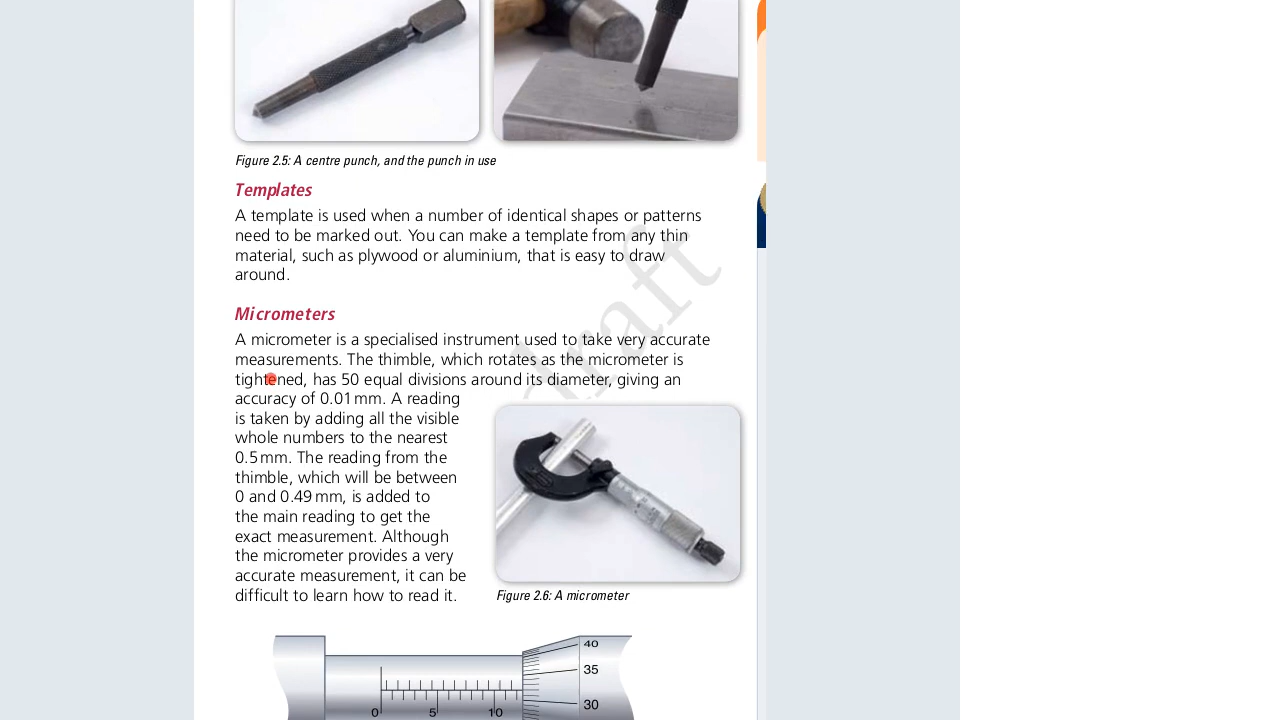 Figure 2.5: A centre punch, and the punch in use
Templates
A template is used when a number of identical shapes or patterns
need to be marked out. You can make a template from any thin
material, such as plywood or aluminium, that is easy to draw
around.
Micrometers
A micrometer is a specialised instrument used to take very accurate
measurements. The thimble, which rotates as the micrometer is
tightened, has 50 equal divisions around its diameter, giving an
accuracy of 0.01 mm. A reading
is taken by adding all the visible
whole numbers to the nearest
0.5 mm. The reading from the
thimble, which will be between
0 and 0.49 mm, is added to
the main reading to get the
exact measurement. Although
the micrometer provides a very
accurate measurement, it can be
difficult to learn how to read it.
Figure 2.6: A micrometer
draft
40
35
30
0 5 10